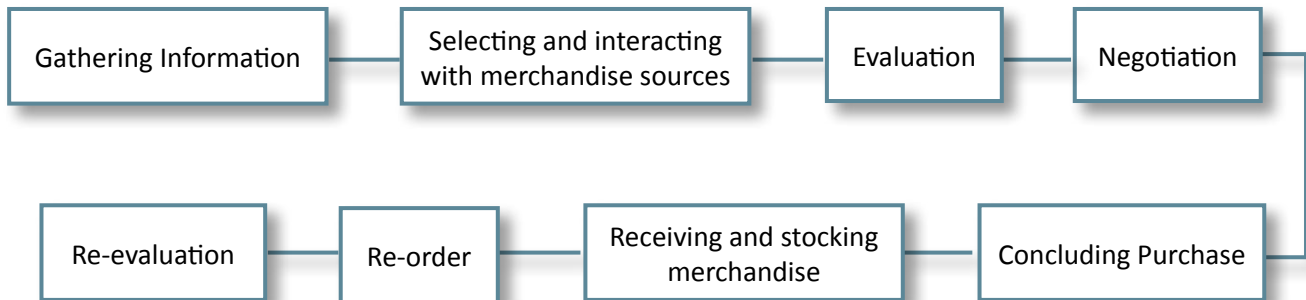 Gathering Information
Selecting and interacting
with merchandise sources
Evaluation
Negotiation
Re-evaluation
Re-order
Receiving and stocking
merchandise
Concluding Purchase